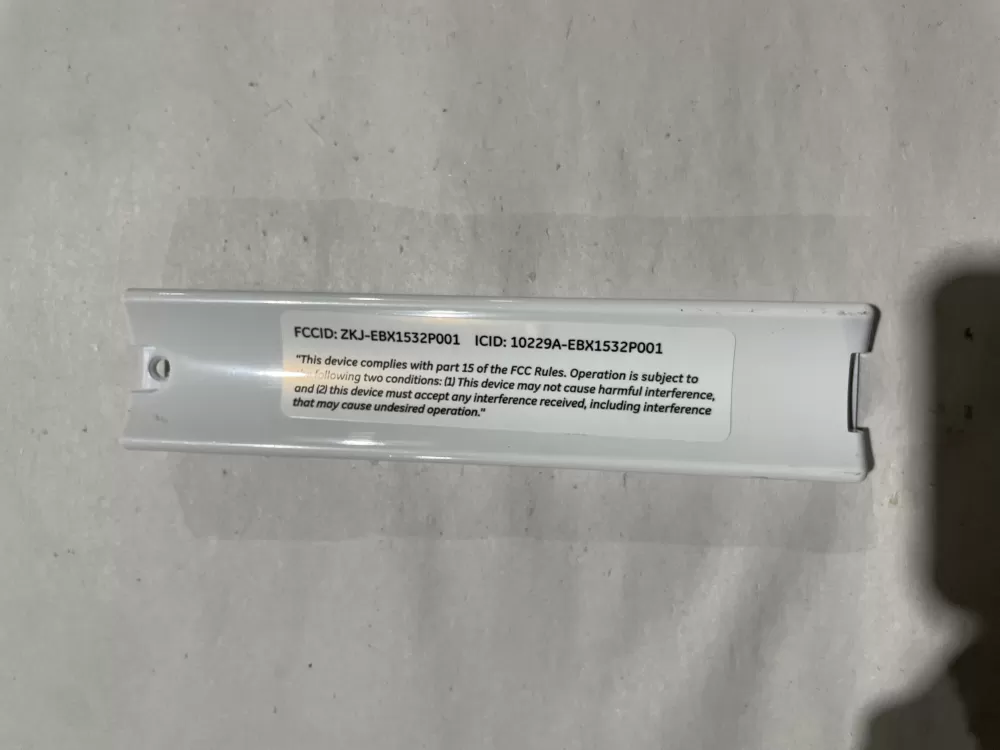 FCCID: ZKJ-EBX1532P001 ICID: 10229A-EBX1532P001
"This device complies with part 15 of the FCC Rules. Operation is subject to
the following two conditions: (1) This device may not cause harmful interference,
and (2) this device must accept any interference received, including interference
that may cause undesired operation."